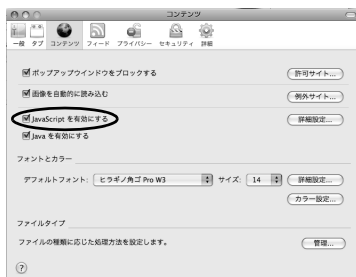 コンテンツ
一般 タブ コンテンツ フィード プライバシー セキュリティ 詳細
ポップアップウインドウをブロックする 許可サイト...
画像を自動的に読み込む 例外サイト...
JavaScript を有効にする 詳細設定...
Java を有効にする
フォントとカラー
デフォルトフォント: ヒラギノ角ゴ Pro W3 サイズ: 14 詳細設定...
カラー設定...
ファイルタイプ
ファイルの種類に応じた処理方法を設定します。 管理...
?